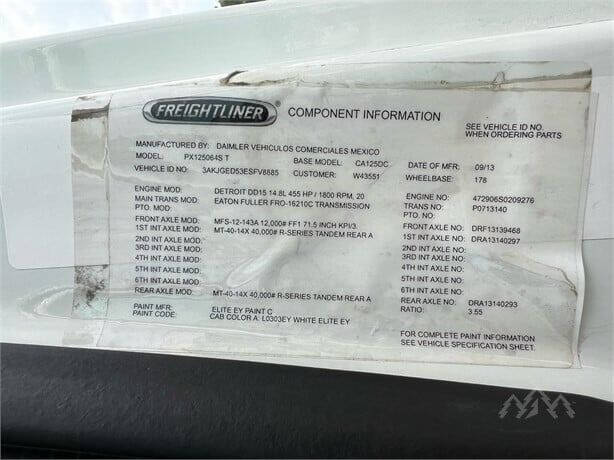 FREIGHTLINER® COMPONENT INFORMATION
SEE VEHICLE ID NO.
WHEN ORDERING PARTS
MANUFACTURED BY: DAIMLER VEHICULOS COMERCIALES MEXICO
MODEL: PX125064S T BASE MODEL: CA125DC DATE OF MFR: 09/13
VEHICLE ID NO: 3AKJGED53ESFV8885 CUSTOMER: W43551 WHEELBASE: 178
ENGINE MOD: DETROIT DD15 14.8L 455 HP / 1800 RPM, 20 ENGINE NO: 472906S0209276
MAIN TRANS MOD: EATON FULLER FRO-16210C TRANSMISSION TRANS NO: P0713140
PTO. MOD: PTO. NO:
FRONT AXLE MOD: MFS-12-143A 12,000# FF1 71.5 INCH KPI/3. FRONT AXLE NO: DRF13139468
1ST INT AXLE MOD: MT-40-14X 40,000# R-SERIES TANDEM REAR A 1ST INT AXLE NO: DRA13140297
2ND INT AXLE MOD: 2ND INT AXLE NO:
3RD INT AXLE MOD: 3RD INT AXLE NO:
4TH INT AXLE MOD: 4TH INT AXLE NO:
5TH INT AXLE MOD: 5TH INT AXLE NO:
6TH INT AXLE MOD: 6TH INT AXLE NO:
REAR AXLE MOD: MT-40-14X 40,000# R-SERIES TANDEM REAR A REAR AXLE NO: DRA13140293
RATIO: 3.55
PAINT MFR: ELITE EY PAINT C
PAINT CODE: CAB COLOR A: L0303EY WHITE ELITE EY
FOR COMPLETE PAINT INFORMATION
SEE VEHICLE SPECIFICATION SHEET.